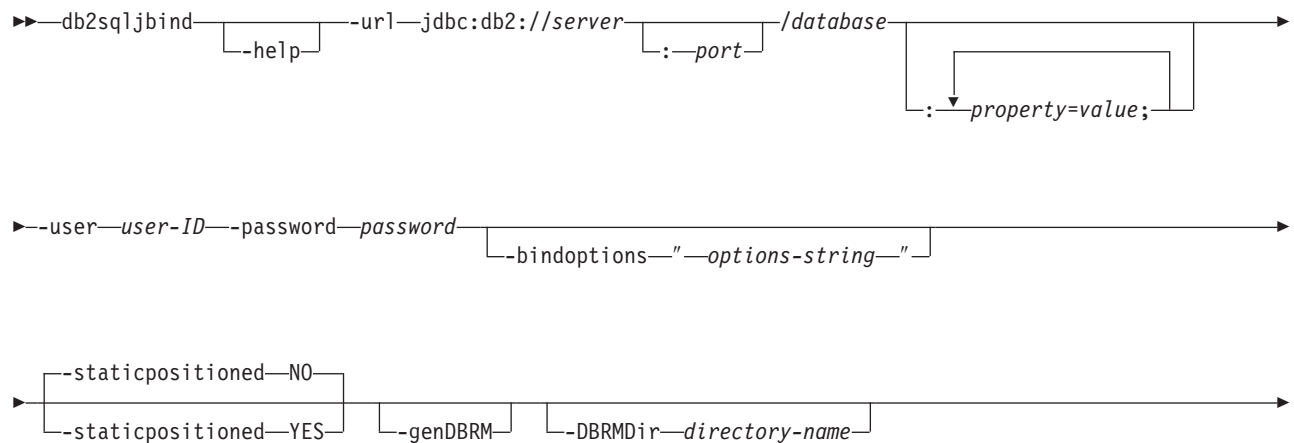 db2sqljbind -help -url jdbc:db2://server : port /database : property=value;
-user user-ID -password password -bindoptions " options-string "
-staticpositioned NO
-staticpositioned YES -genDBRM -DBRMDir directory-name